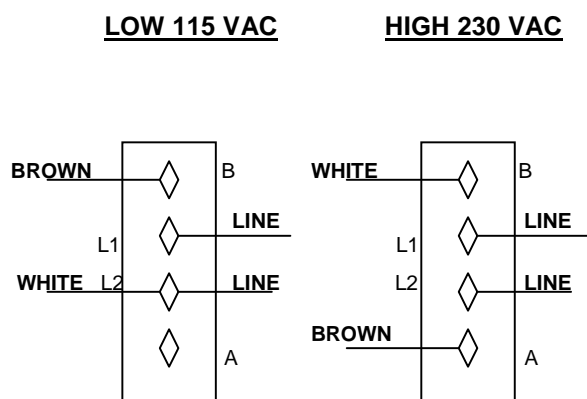 LOW 115 VAC
HIGH 230 VAC
BROWN
B
LINE
L1
WHITE
L2
LINE
A
WHITE
B
LINE
L1
L2
LINE
BROWN
A